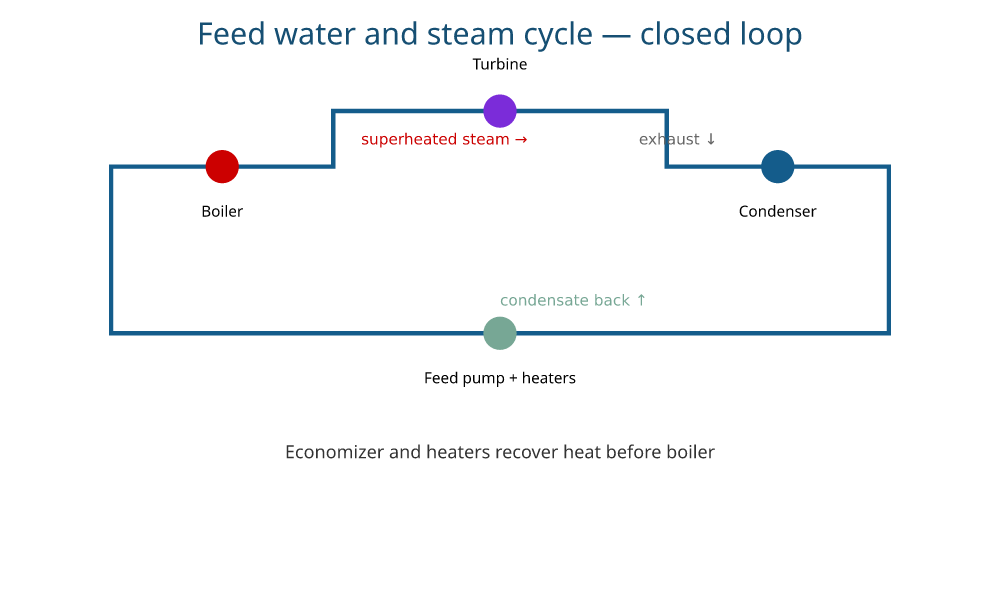 Feed water and steam cycle — closed loop
Turbine
superheated steam →
exhaust ↓
Boiler
Condenser
condensate back ↑
Feed pump + heaters
Economizer and heaters recover heat before boiler